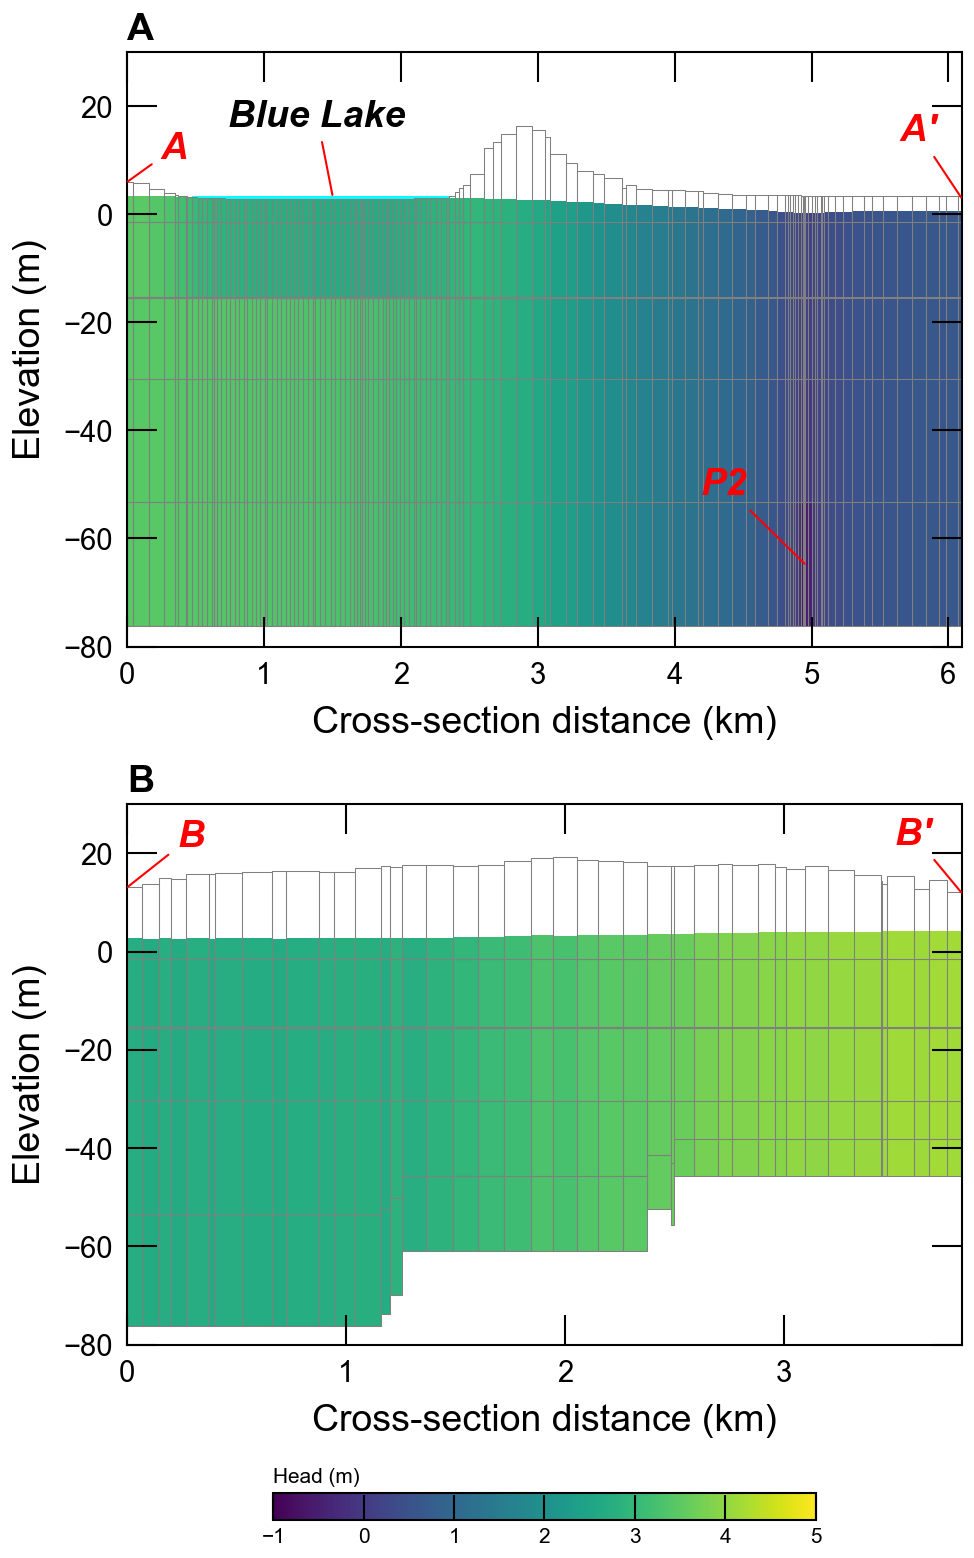 A
Blue Lake
A
A′
P2
20
0
−20
−40
−60
−80
Elevation (m)
0 1 2 3 4 5 6
Cross-section distance (km)
B
B
B′
20
0
−20
−40
−60
−80
Elevation (m)
0 1 2 3
Cross-section distance (km)
Head (m)
−1 0 1 2 3 4 5